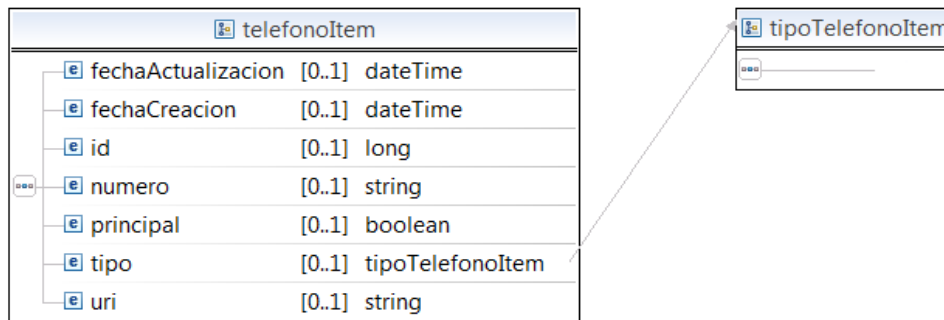 telefonoItem
fechaActualizacion [0..1] dateTime
fechaCreacion [0..1] dateTime
id [0..1] long
numero [0..1] string
principal [0..1] boolean
tipo [0..1] tipoTelefonoItem
uri [0..1] string
tipoTelefonoItem